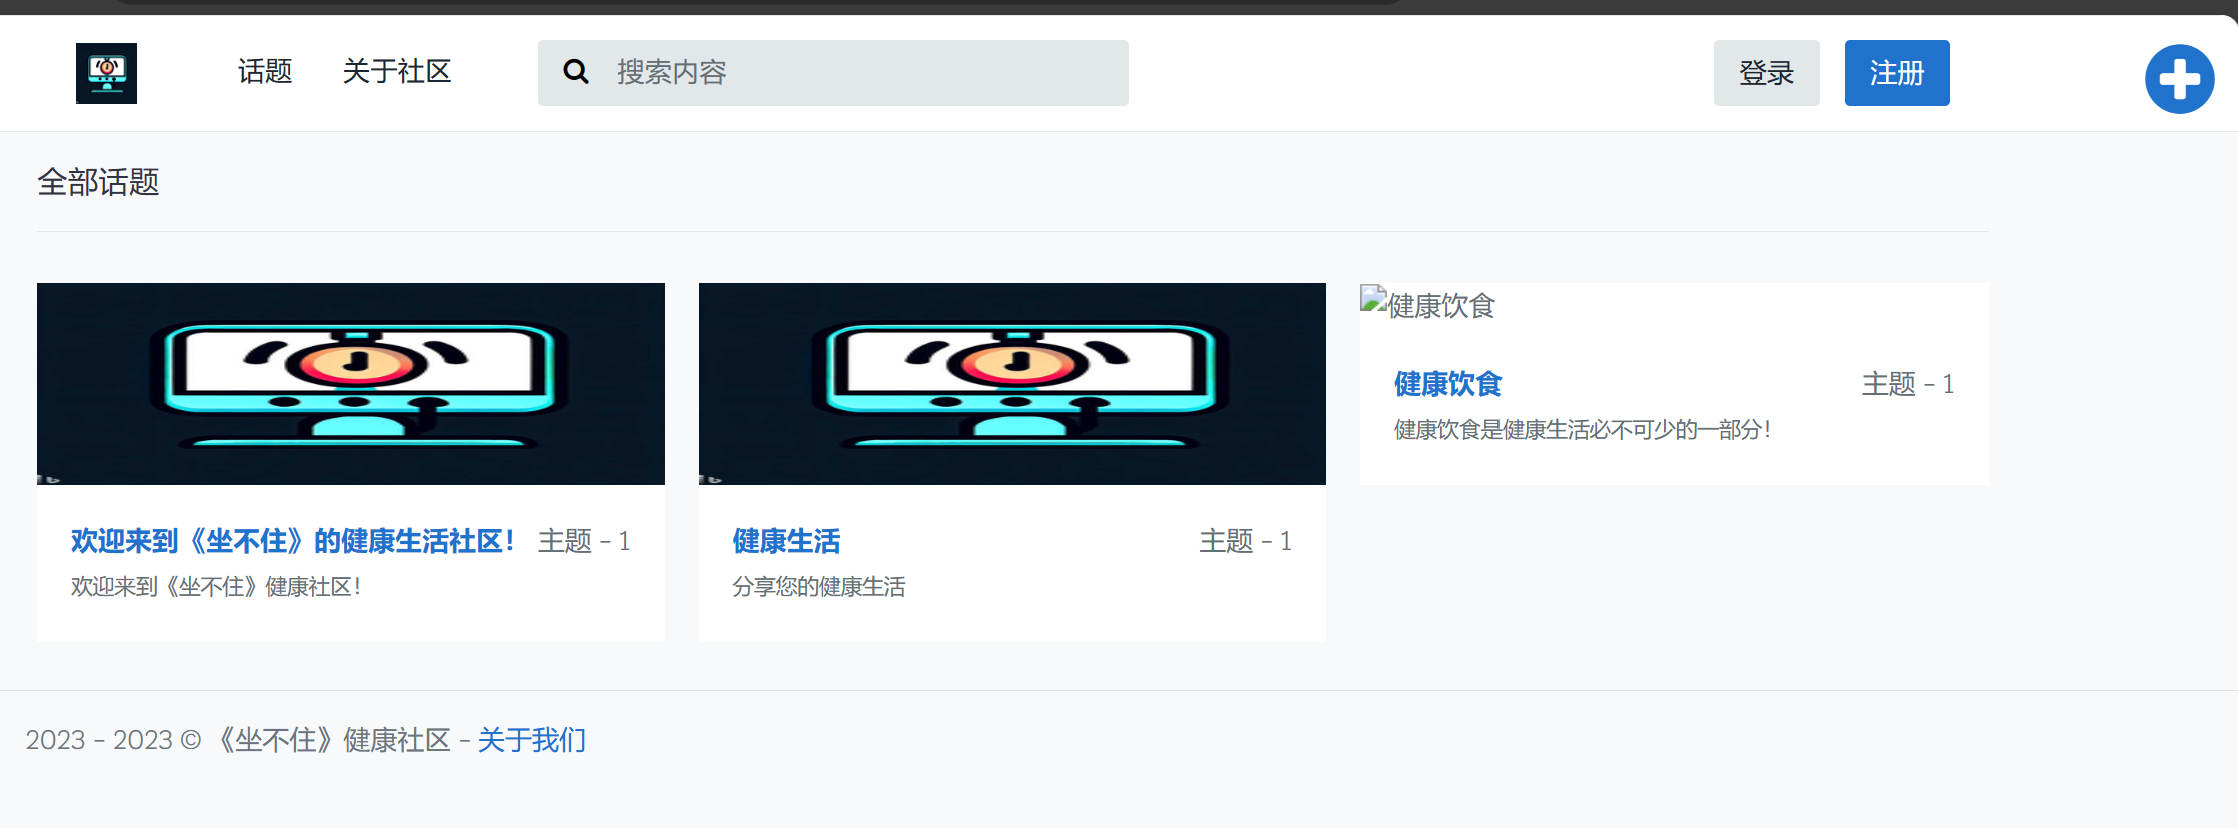 话题 关于社区 搜索内容 登录 注册
全部话题
健康饮食
健康饮食 主题 - 1
健康饮食是健康生活必不可少的一部分！
欢迎来到《坐不住》的健康生活社区！ 主题 - 1
欢迎来到《坐不住》健康社区！
健康生活 主题 - 1
分享您的健康生活
2023 - 2023 © 《坐不住》健康社区 - 关于我们